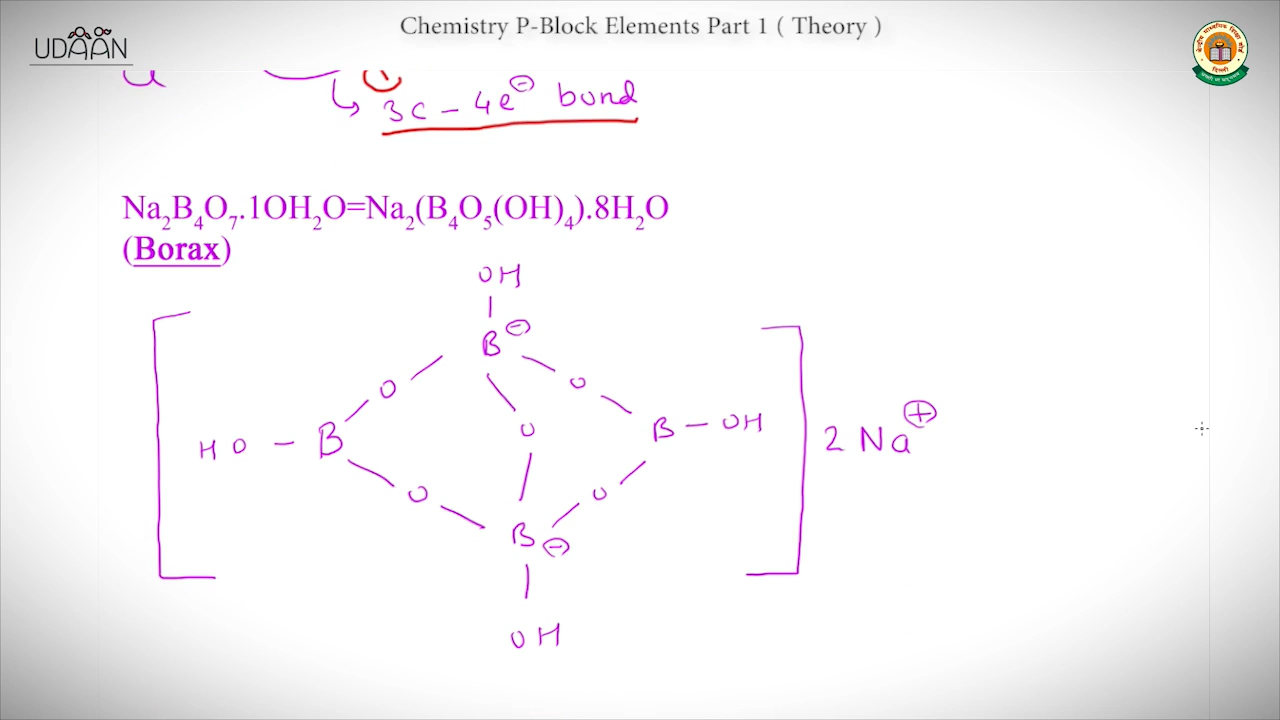 Chemistry P-Block Elements Part 1 ( Theory )
UDAAN
3c - 4e⊖ bond
Na₂B₄O₇.1OH₂O=Na₂(B₄O₅(OH)₄).8H₂O
(Borax)
OH
B⊖
O O
HO - B O B - OH 2 Na⊕
O O
B⊖
OH